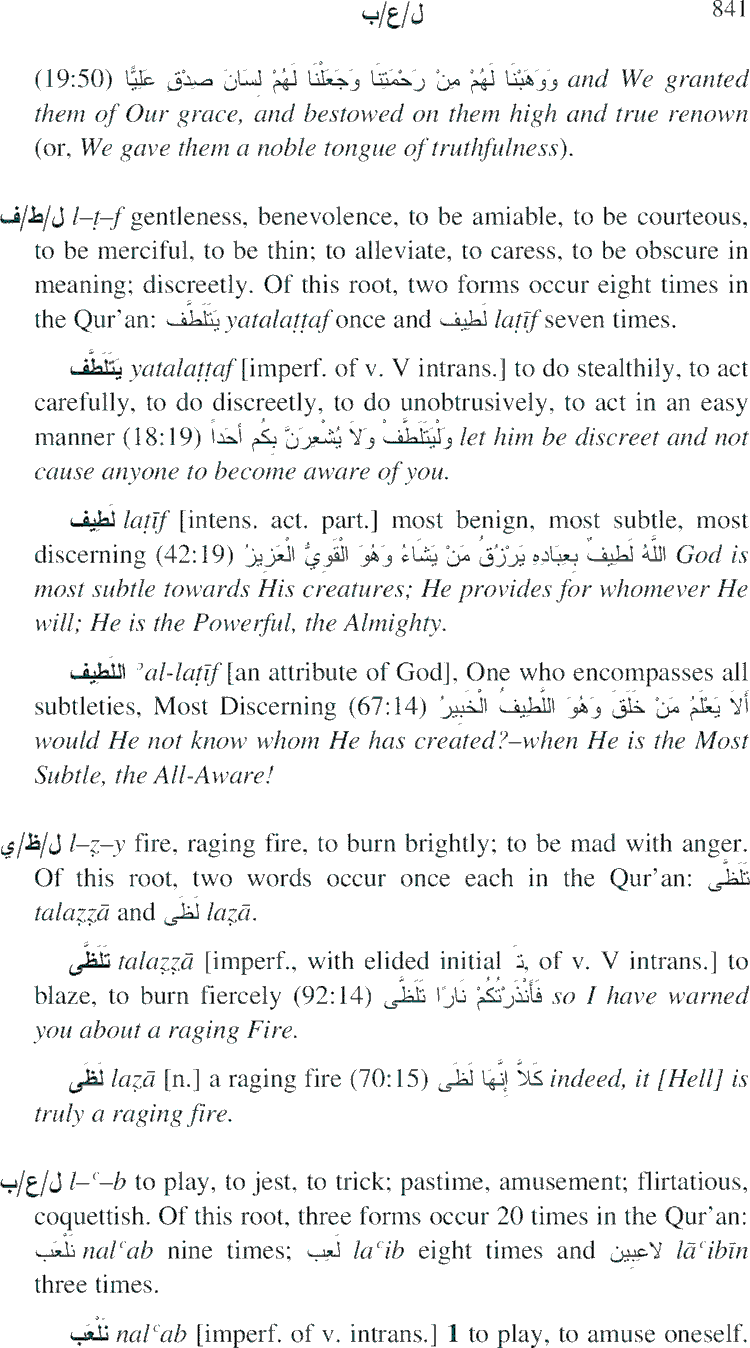 ل/ع/ب 841
(19:50) وَوَهَبْنَا لَهُمْ مِنْ رَحْمَتِنَا وَجَعَلْنَا لَهُمْ لِسَانَ صِدْقٍ عَلِيًّا and We granted
them of Our grace, and bestowed on them high and true renown
(or, We gave them a noble tongue of truthfulness).
ل/ط/ف l–ṭ–f gentleness, benevolence, to be amiable, to be courteous,
to be merciful, to be thin; to alleviate, to caress, to be obscure in
meaning; discreetly. Of this root, two forms occur eight times in
the Qur'an: يَتَلَطَّف yatalaṭṭaf once and لَطِيف laṭīf seven times.
يَتَلَطَّف yatalaṭṭaf [imperf. of v. V intrans.] to do stealthily, to act
carefully, to do discreetly, to do unobtrusively, to act in an easy
manner (18:19) وَلْيَتَلَطَّفْ وَلاَ يُشْعِرَنَّ بِكُم أَحَداً let him be discreet and not
cause anyone to become aware of you.
لَطِيف laṭīf [intens. act. part.] most benign, most subtle, most
discerning (42:19) اللَّهُ لَطِيفٌ بِعِبَادِهِ يَرْزُقُ مَنْ يَشَاءُ وَهُوَ الْقَوِيُّ الْعَزِيزُ God is
most subtle towards His creatures; He provides for whomever He
will; He is the Powerful, the Almighty.
اللَّطِيف ʾal-laṭīf [an attribute of God], One who encompasses all
subtleties, Most Discerning (67:14) أَلاَ يَعْلَمُ مَنْ خَلَقَ وَهُوَ اللَّطِيفُ الْخَبِيرُ
would He not know whom He has created?–when He is the Most
Subtle, the All-Aware!
ل/ظ/ي l–ẓ–y fire, raging fire, to burn brightly; to be mad with anger.
Of this root, two words occur once each in the Qur'an: تَلَظَّى
talaẓẓā and لَظَى laẓā.
تَلَظَّى talaẓẓā [imperf., with elided initial تَ, of v. V intrans.] to
blaze, to burn fiercely (92:14) فَأَنْذَرْتُكُمْ نَارًا تَلَظَّى so I have warned
you about a raging Fire.
لَظَى laẓā [n.] a raging fire (70:15) كَلاَّ إِنَّهَا لَظَى indeed, it [Hell] is
truly a raging fire.
ل/ع/ب l–ʿ–b to play, to jest, to trick; pastime, amusement; flirtatious,
coquettish. Of this root, three forms occur 20 times in the Qur'an:
نَلْعَب nalʿab nine times; لَعِب laʿib eight times and لاعِبِين lāʿibīn
three times.
نَلْعَب nalʿab [imperf. of v. intrans.] 1 to play, to amuse oneself.